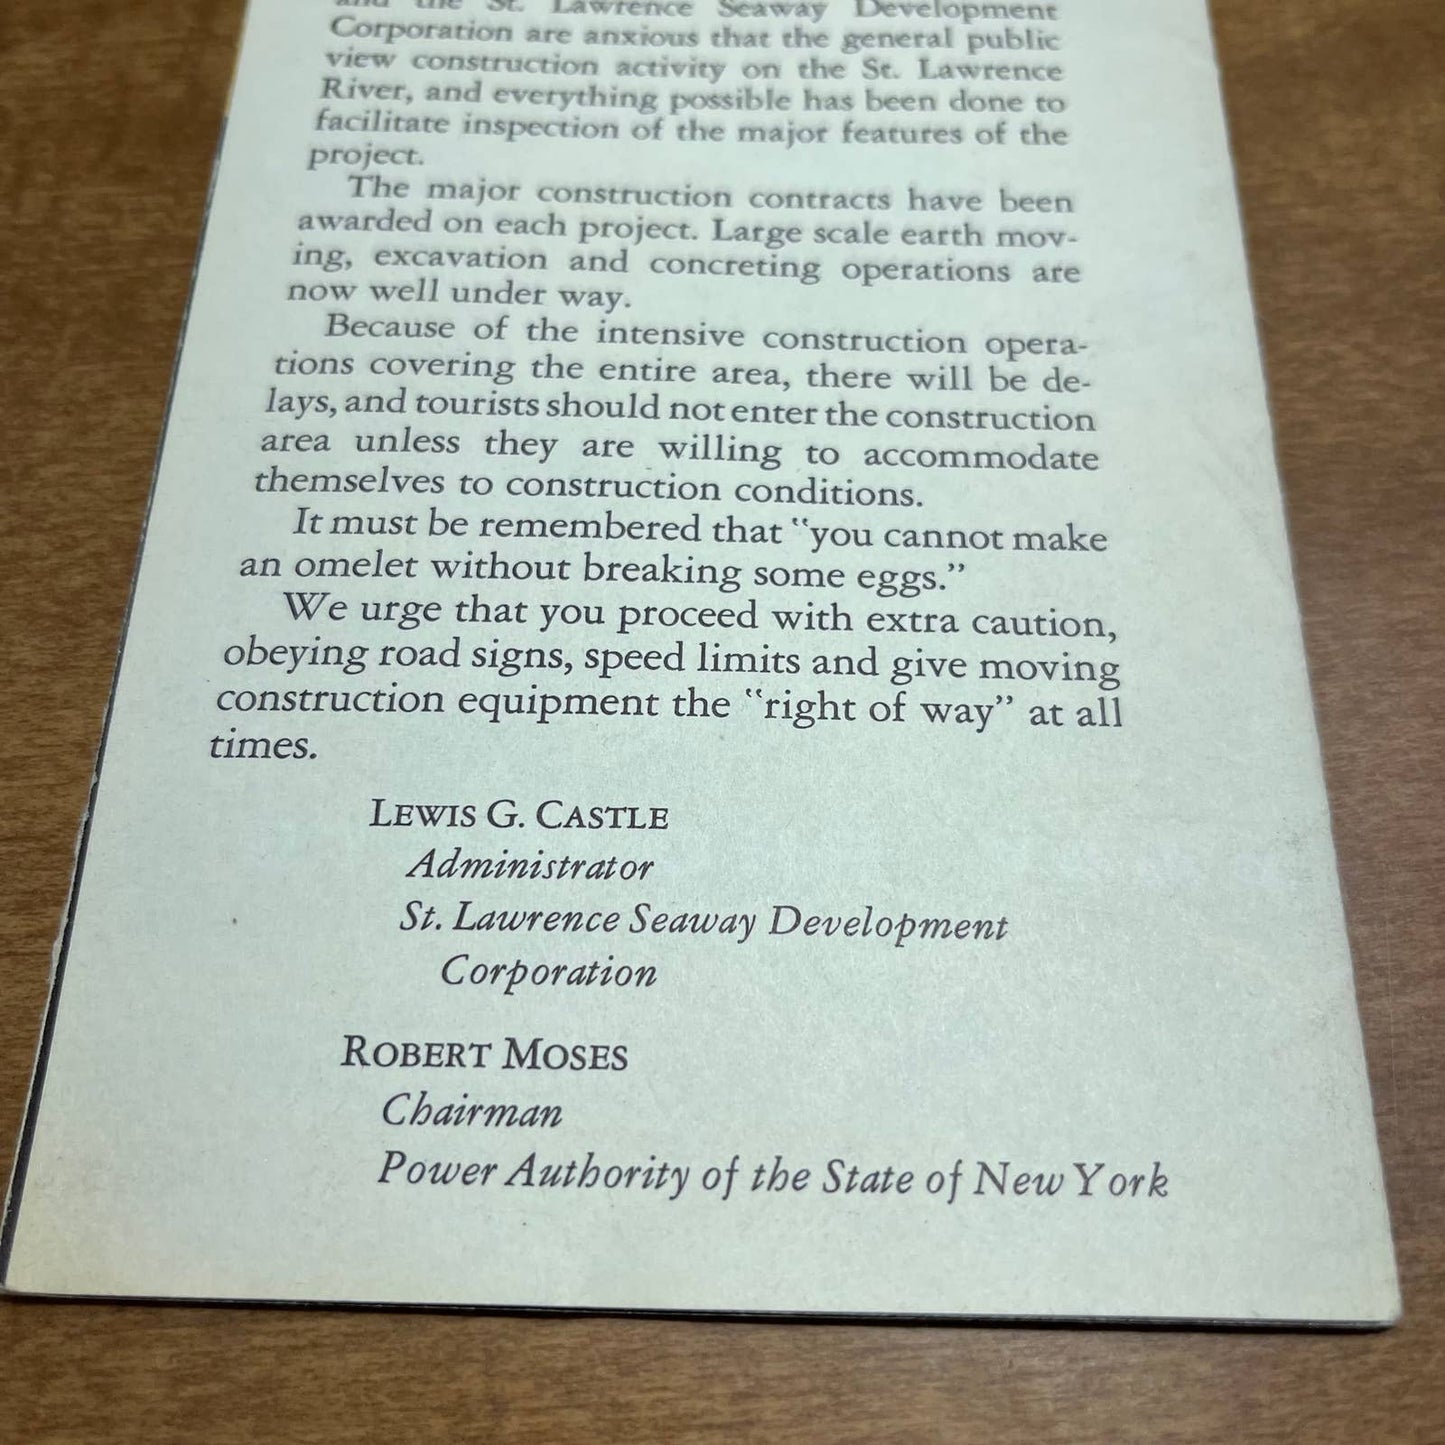 and the St. Lawrence Seaway Development
Corporation are anxious that the general public
view construction activity on the St. Lawrence
River, and everything possible has been done to
facilitate inspection of the major features of the
project.
The major construction contracts have been
awarded on each project. Large scale earth mov-
ing, excavation and concreting operations are
now well under way.
Because of the intensive construction opera-
tions covering the entire area, there will be de-
lays, and tourists should not enter the construction
area unless they are willing to accommodate
themselves to construction conditions.
It must be remembered that "you cannot make
an omelet without breaking some eggs."
We urge that you proceed with extra caution,
obeying road signs, speed limits and give moving
construction equipment the "right of way" at all
times.
LEWIS G. CASTLE
Administrator
St. Lawrence Seaway Development
Corporation
ROBERT MOSES
Chairman
Power Authority of the State of New York